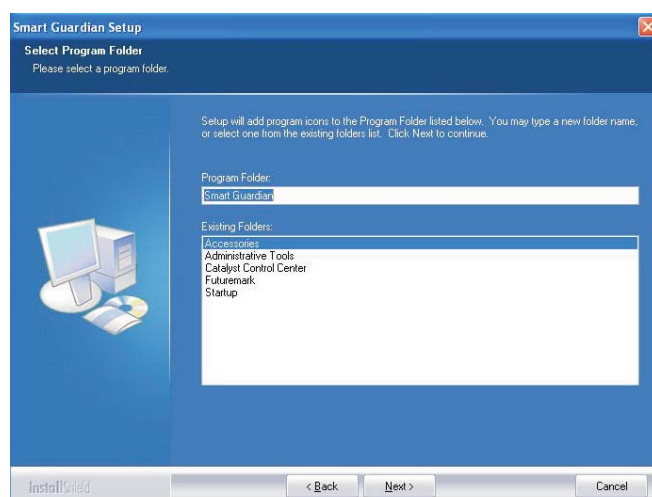 Smart Guardian Setup
Select Program Folder
Please select a program folder.
Setup will add program icons to the Program Folder listed below. You may type a new folder name,
or select one from the existing folders list. Click Next to continue.
Program Folder:
Smart Guardian
Existing Folders:
Accessories
Administrative Tools
Catalyst Control Center
Futuremark
Startup
InstallShield
< Back
Next >
Cancel